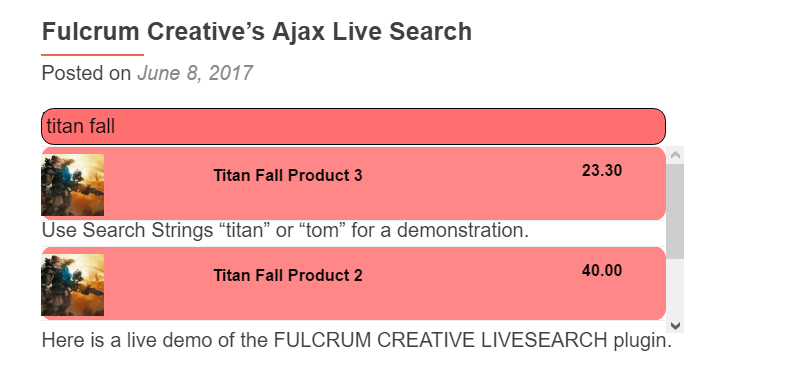 Fulcrum Creative’s Ajax Live Search
Posted on June 8, 2017
titan fall
Titan Fall Product 3 23.30
Use Search Strings “titan” or “tom” for a demonstration.
Titan Fall Product 2 40.00
Here is a live demo of the FULCRUM CREATIVE LIVESEARCH plugin.